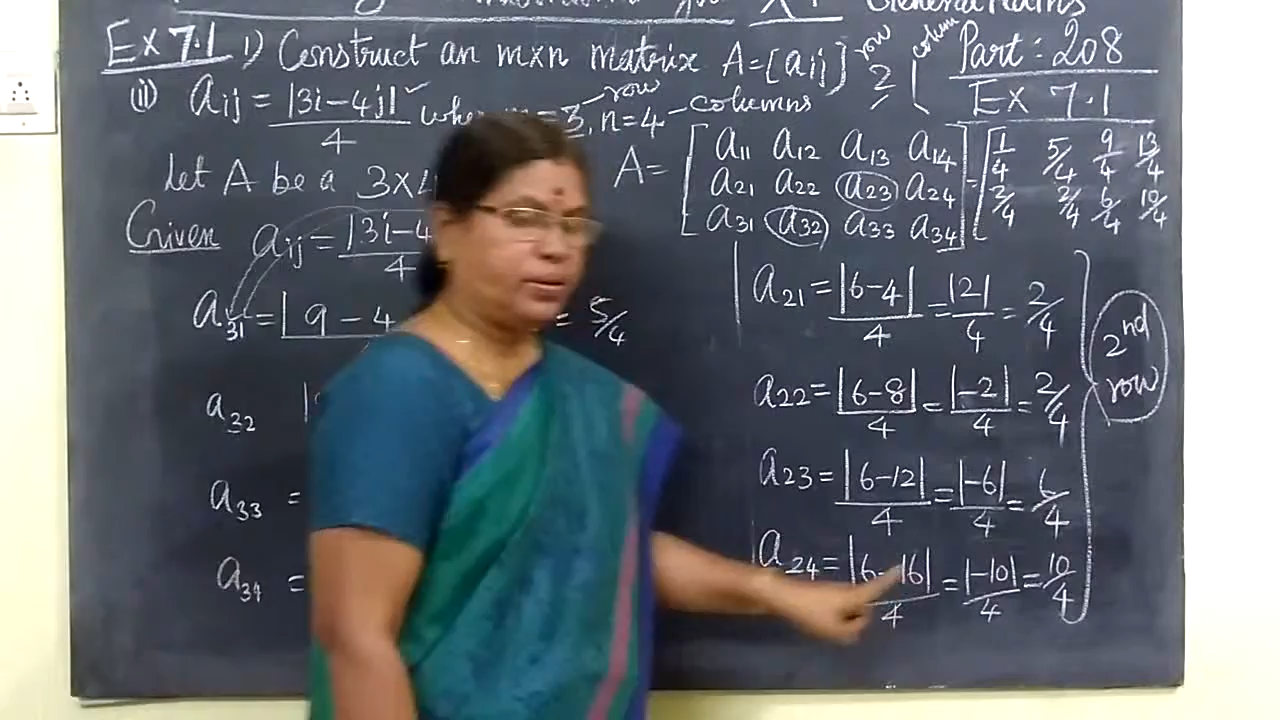 General Maths
Ex 7.1 1) Construct an m×n matrix A=[aij] row column
?
Part: 208
Ex 7.1
(ii) aij = |3i-4j| / 4 where m = 3 - row, n=4 - columns
Let A be a 3×4
A = [a11 a12 a13 a14
a21 a22 a23 a24
a31 a32 a33 a34] = [1/4 5/4 9/4 13/4
2/4 2/4 6/4 10/4
Given aij = |3i-4 / 4
a31 = |9-4 = 5/4
a32 |
a33 =
a34 =
a21 = |6-4| / 4 = |2| / 4 = 2/4
a22 = |6-8| / 4 = |-2| / 4 = 2/4
a23 = |6-12| / 4 = |-6| / 4 = 6/4
a24 = |6-16| / 4 = |-10| / 4 = 10/4
2nd
row